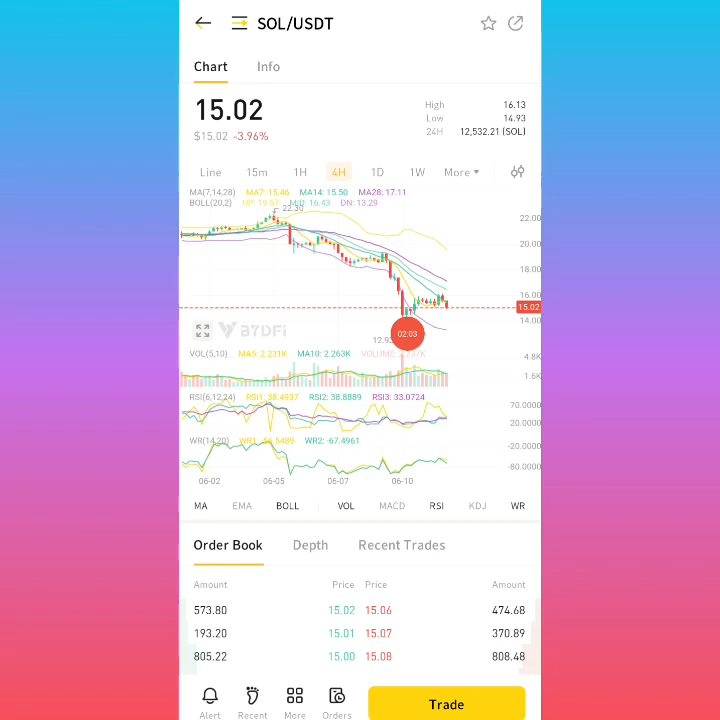 SOL/USDT
Chart Info
15.02
$15.02 -3.96%
High 16.13
Low 14.93
24H 12,532.21 (SOL)
Line 15m 1H 4H 1D 1W More
MA(7,14,28) MA7: 15.46 MA14: 15.50 MA28: 17.11
BOLL(20,2) UP: 19.57 MID: 16.43 DN: 13.29
22.30
22.00
20.00
18.00
16.00
15.02
14.00
BYDFi
02:03
VOL(5,10) MA5: 2.231K MA10: 2.263K
4.8K
1.6K
RSI(6,12,24) RSI1: 38.4937 RSI2: 38.8889 RSI3: 33.0724
70.0000
20.0000
WR(14,20) WR2: -67.4961
-20.0000
-80.0000
06-02 06-05 06-07 06-10
MA EMA BOLL VOL MACD RSI KDJ WR
Order Book Depth Recent Trades
Amount Price Price Amount
573.80 15.02 15.06 474.68
193.20 15.01 15.07 370.89
805.22 15.00 15.08 808.48
Alert Recent More Orders Trade